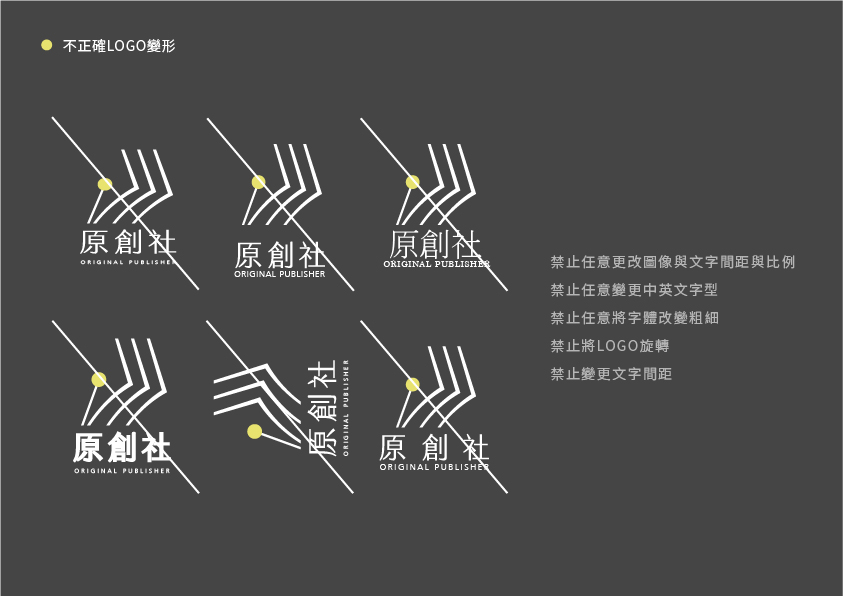 不正確LOGO變形
原創社
ORIGINAL PUBLISHER
原創社
ORIGINAL PUBLISHER
原創社
ORIGINAL PUBLISHER
原創社
ORIGINAL PUBLISHER
原創社
ORIGINAL PUBLISHER
原創社
ORIGINAL PUBLISHER
禁止任意更改圖像與文字間距與比例
禁止任意變更中英文字型
禁止任意將字體改變粗細
禁止將LOGO旋轉
禁止變更文字間距